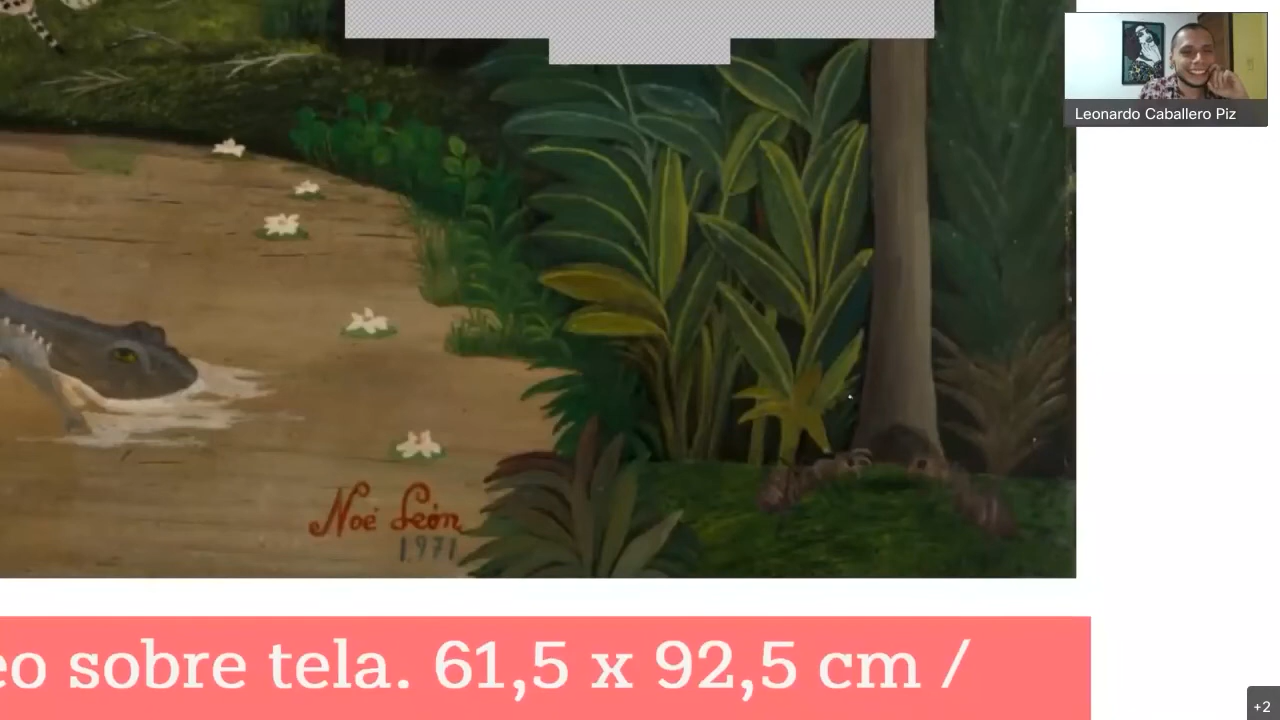 Leonardo Caballero Piz
Noé León
1971
eo sobre tela. 61,5 x 92,5 cm /
+2